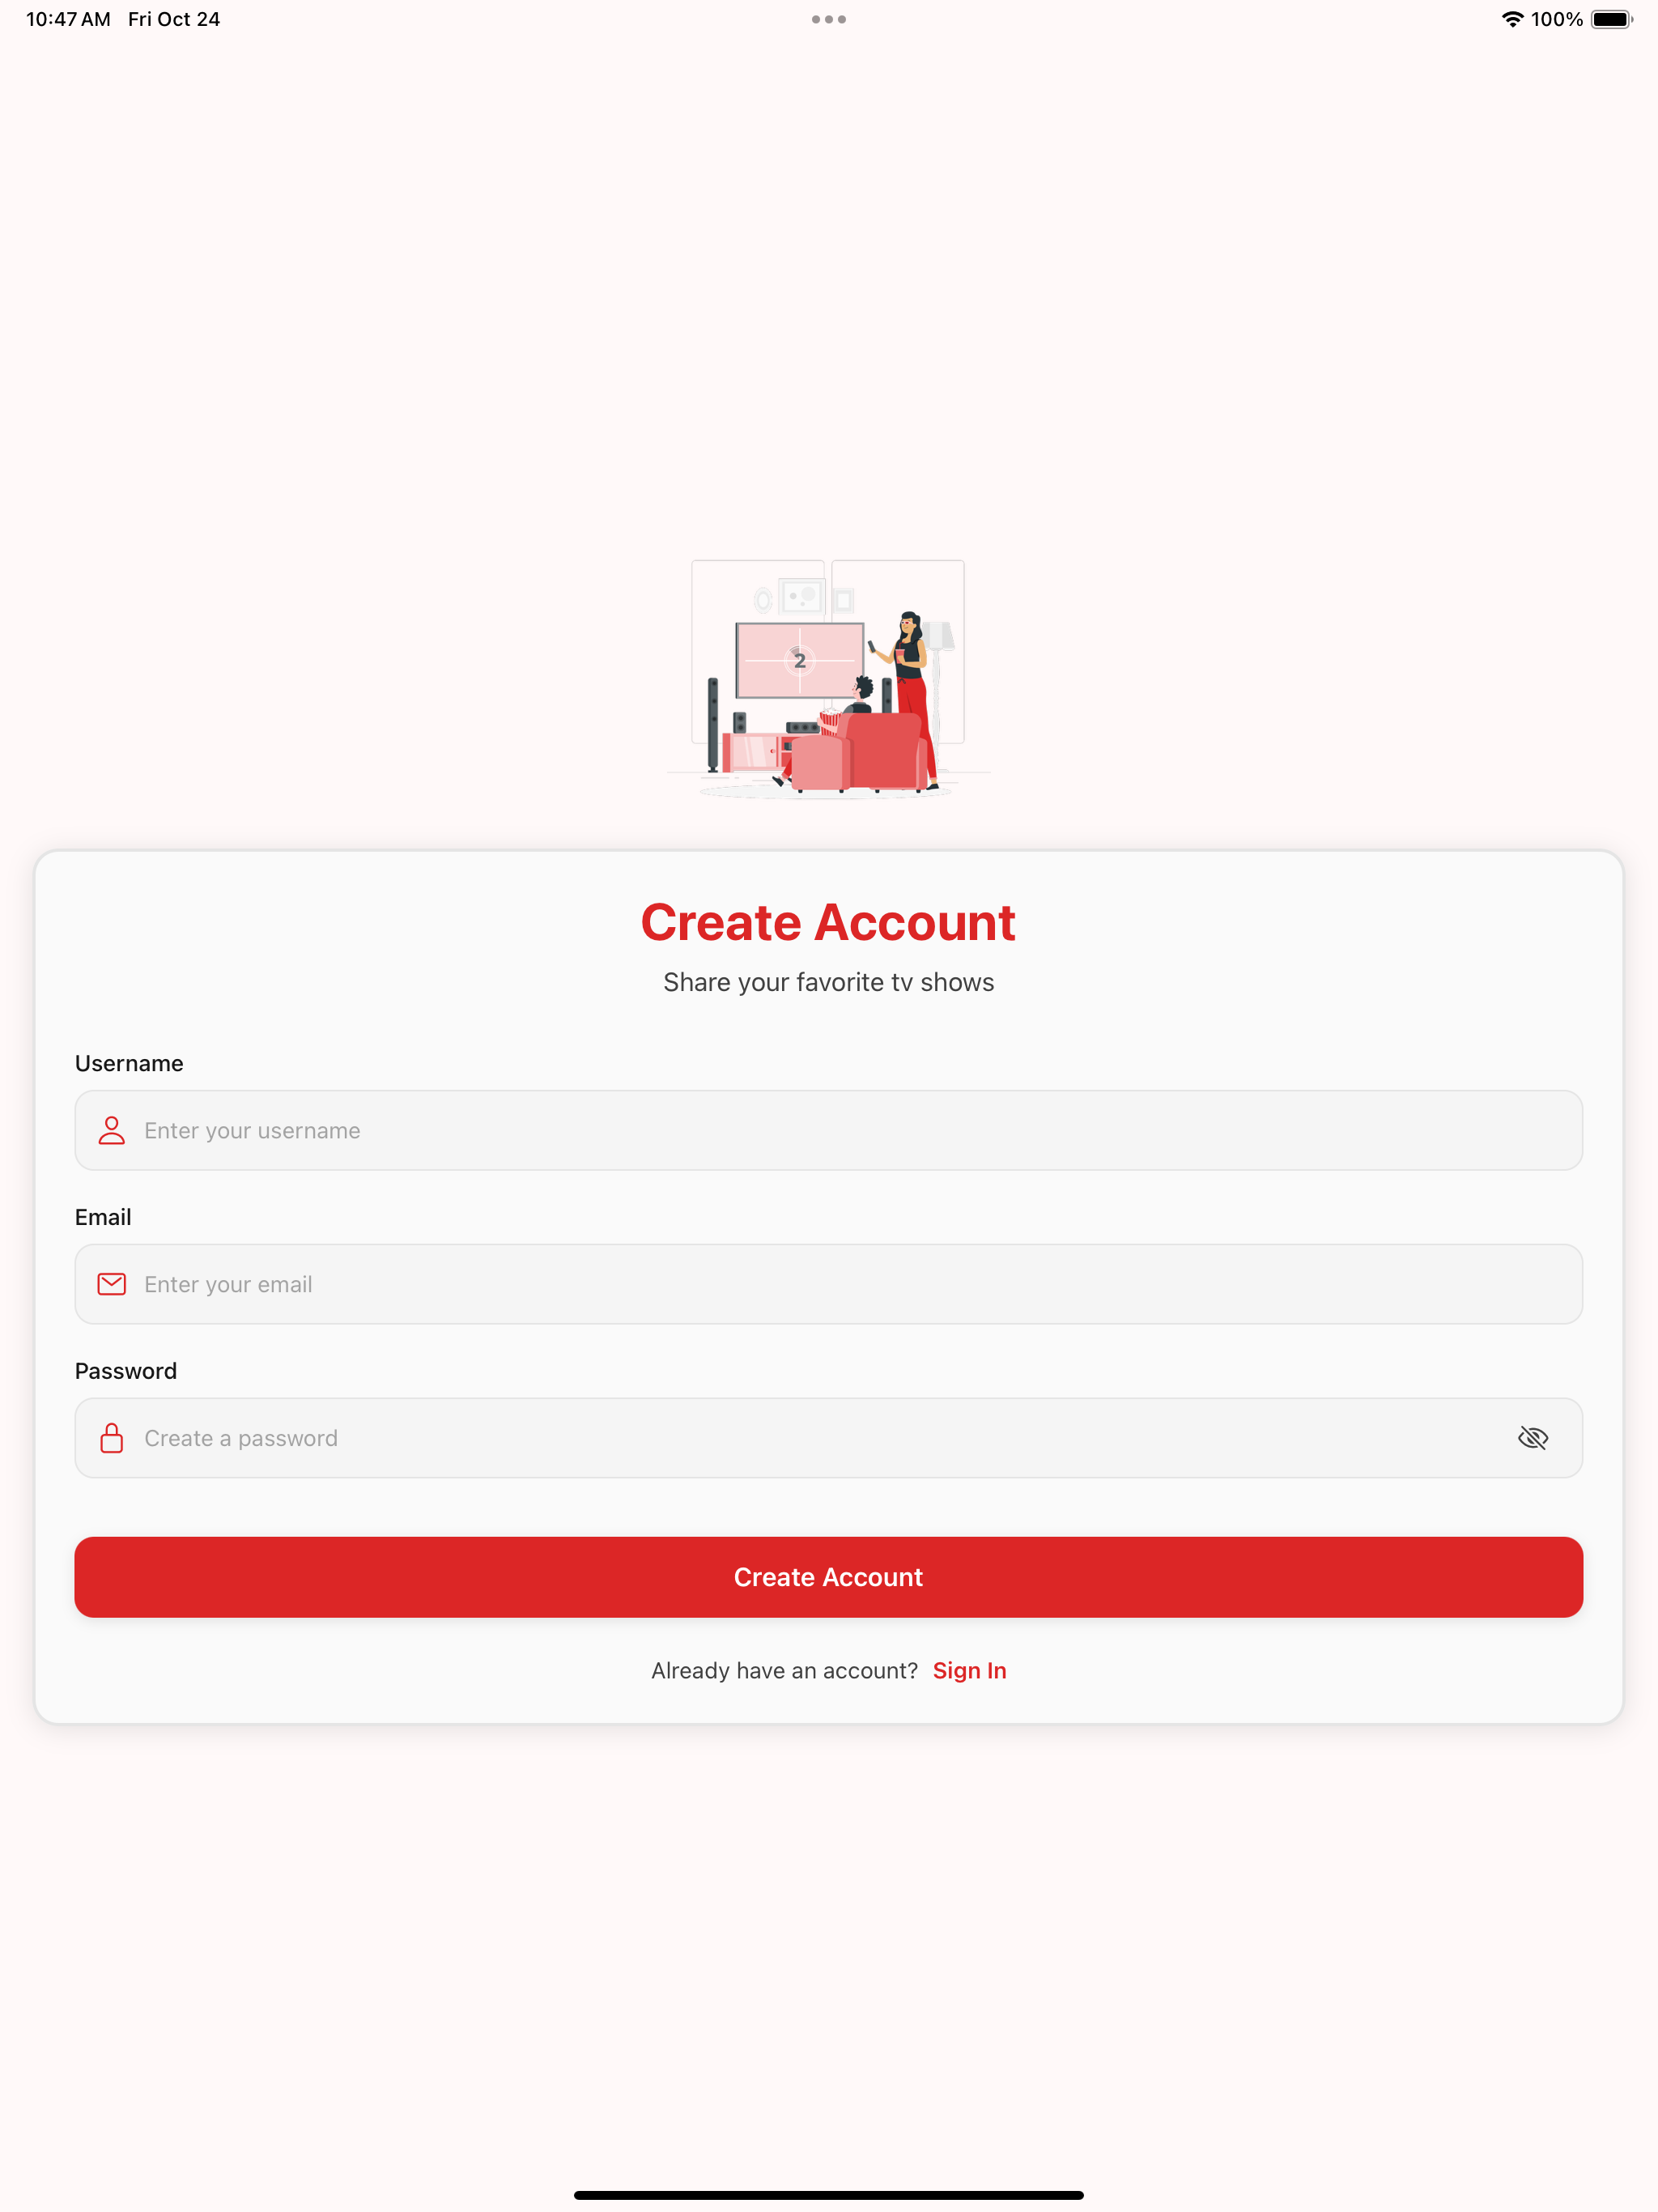 10:47 AM Fri Oct 24
100%
2
Create Account
Share your favorite tv shows
Username
Enter your username
Email
Enter your email
Password
Create a password
Create Account
Already have an account? Sign In